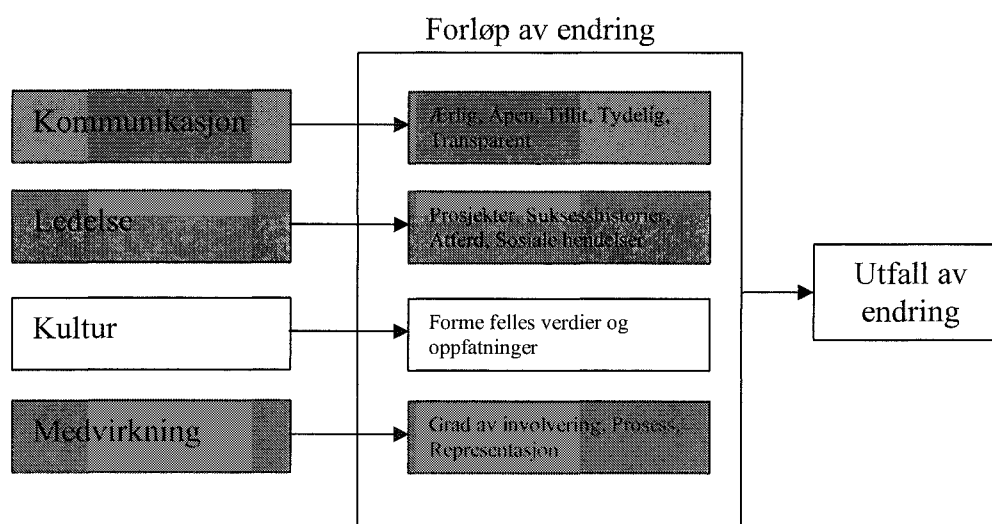 Forløp av endring
Kommunikasjon
Ærlig, Åpen, Tillit, Tydelig,
Transparent
Ledelse
Prosjekter, Suksesshistorier,
Atferd, Sosiale hendelser
Kultur
Forme felles verdier og
oppfatninger
Medvirkning
Grad av involvering, Prosess,
Representasjon
Utfall av
endring